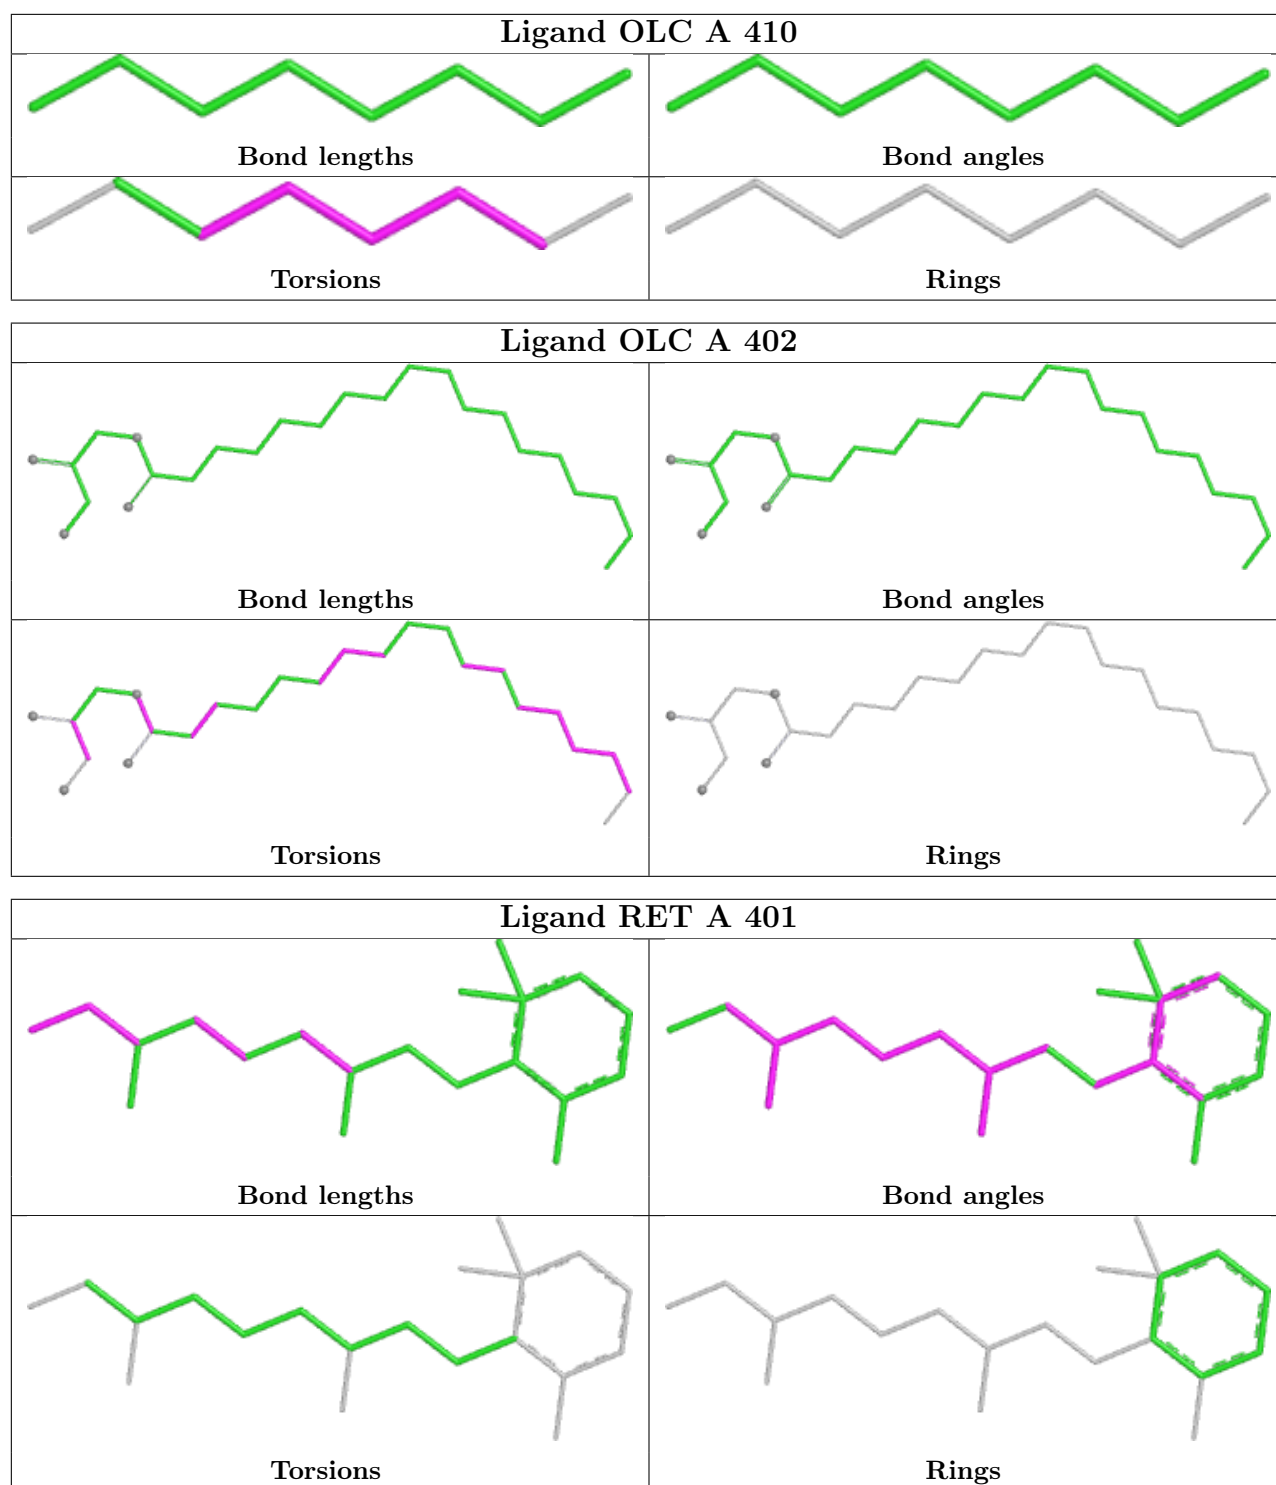 Ligand OLC A 410
Bond lengths
Bond angles
Torsions
Rings
Ligand OLC A 402
Bond lengths
Bond angles
Torsions
Rings
Ligand RET A 401
Bond lengths
Bond angles
Torsions
Rings